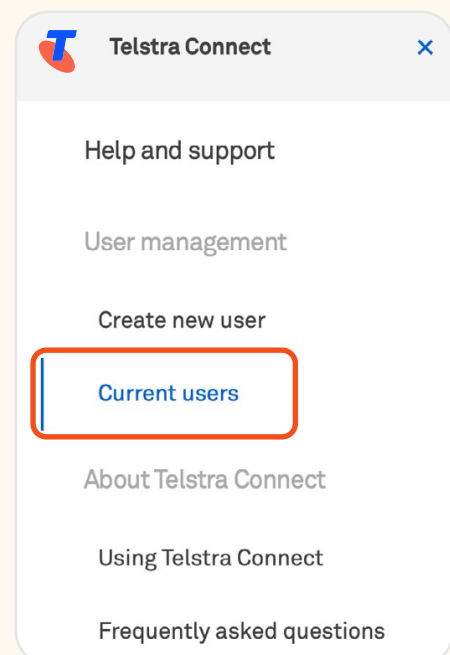 Telstra Connect
Help and support
User management
Create new user
Current users
About Telstra Connect
Using Telstra Connect
Frequently asked questions